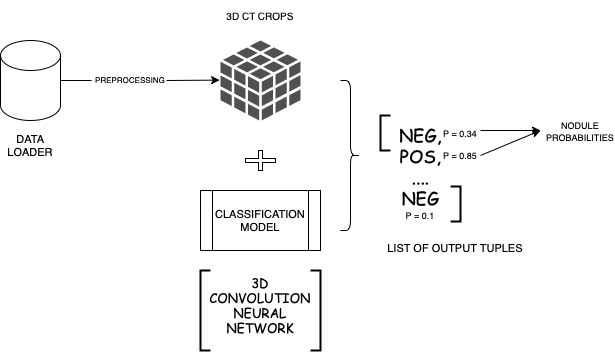 3D CT CROPS
PREPROCESSING
DATA
LOADER
NEG, P = 0.34
POS, P = 0.85
....
NEG
P = 0.1
NODULE
PROBABILITIES
CLASSIFICATION
MODEL
LIST OF OUTPUT TUPLES
3D
CONVOLUTION
NEURAL
NETWORK